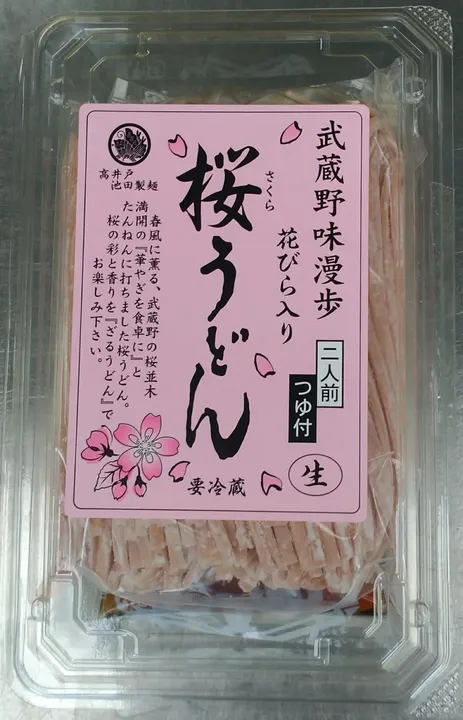 武蔵野味漫歩
花びら入り
二人前
つゆ付
生
さくら
桜うどん
要冷蔵
高井戸
池田製麺
春風に薫る、武蔵野の桜並木
満開の『華やぎを食卓に』と
たんねんに打ちました桜うどん。
桜の彩と香りを『ざるうどん』で
お楽しみ下さい。